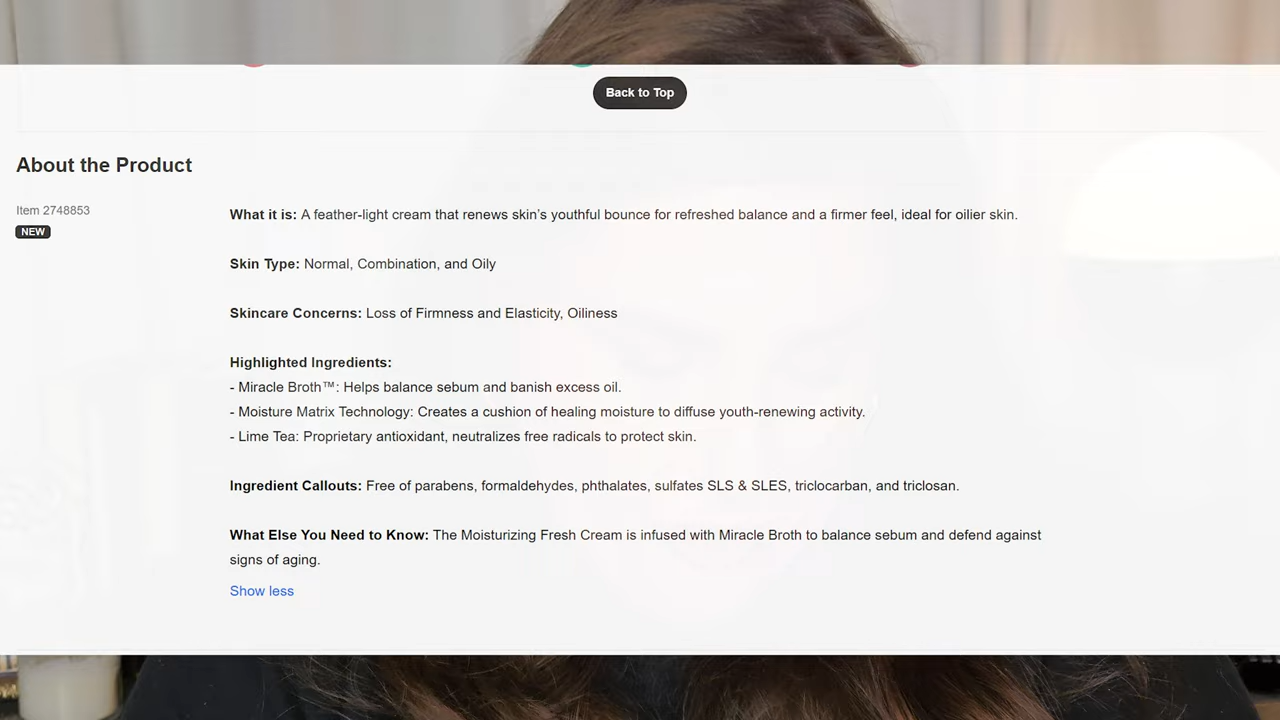 Back to Top
About the Product
Item 2748853
NEW
What it is: A feather-light cream that renews skin’s youthful bounce for refreshed balance and a firmer feel, ideal for oilier skin.
Skin Type: Normal, Combination, and Oily
Skincare Concerns: Loss of Firmness and Elasticity, Oiliness
Highlighted Ingredients:
- Miracle Broth™: Helps balance sebum and banish excess oil.
- Moisture Matrix Technology: Creates a cushion of healing moisture to diffuse youth-renewing activity.
- Lime Tea: Proprietary antioxidant, neutralizes free radicals to protect skin.
Ingredient Callouts: Free of parabens, formaldehydes, phthalates, sulfates SLS & SLES, triclocarban, and triclosan.
What Else You Need to Know: The Moisturizing Fresh Cream is infused with Miracle Broth to balance sebum and defend against
signs of aging.
Show less